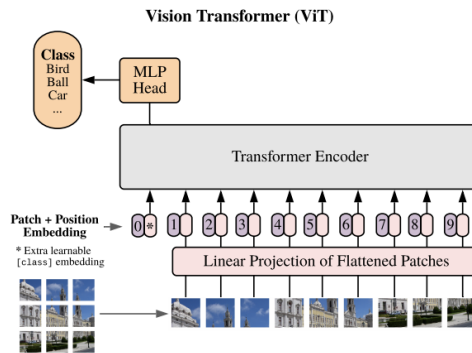 Vision Transformer (ViT)
Class
Bird
Ball
Car
...
MLP
Head
Transformer Encoder
Patch + Position
Embedding
* Extra learnable
[class] embedding
0 * 1 2 3 4 5 6 7 8 9
Linear Projection of Flattened Patches